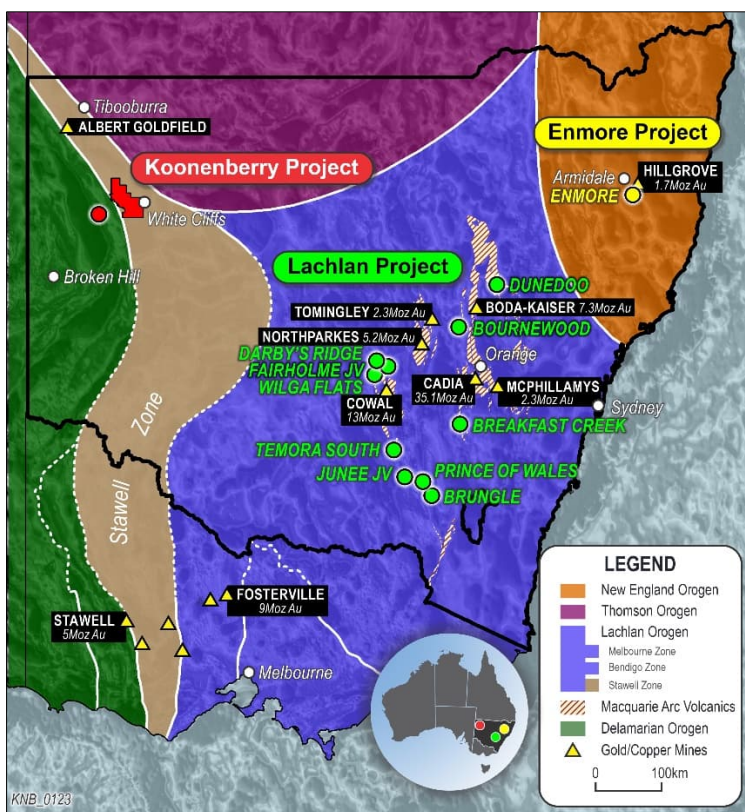 Tibooburra
ALBERT GOLDFIELD
Koonenberry Project
Enmore Project
Armidale
HILLGROVE
1.7Moz Au
ENMORE
White Cliffs
Broken Hill
Lachlan Project
DUNEDOO
TOMINGLEY 2.3Moz Au
BODA-KAISER 7.3Moz Au
NORTHPARKES
5.2Moz Au
BOURNEWOOD
DARBY'S RIDGE
FAIRHOLME JV
WILGA FLATS
Orange
CADIA
35.1Moz Au
MCPHILLAMYS
2.3Moz Au
COWAL
13Moz Au
Sydney
BREAKFAST CREEK
Zone
TEMORA SOUTH
JUNEE JV
PRINCE OF WALES
BRUNGLE
Stawell
FOSTERVILLE
9Moz Au
STAWELL
5Moz Au
Melbourne
LEGEND
New England Orogen
Thomson Orogen
Lachlan Orogen
Melbourne Zone
Bendigo Zone
Stawell Zone
Macquarie Arc Volcanics
Delamarian Orogen
Gold/Copper Mines
0 100km
KNB_0123